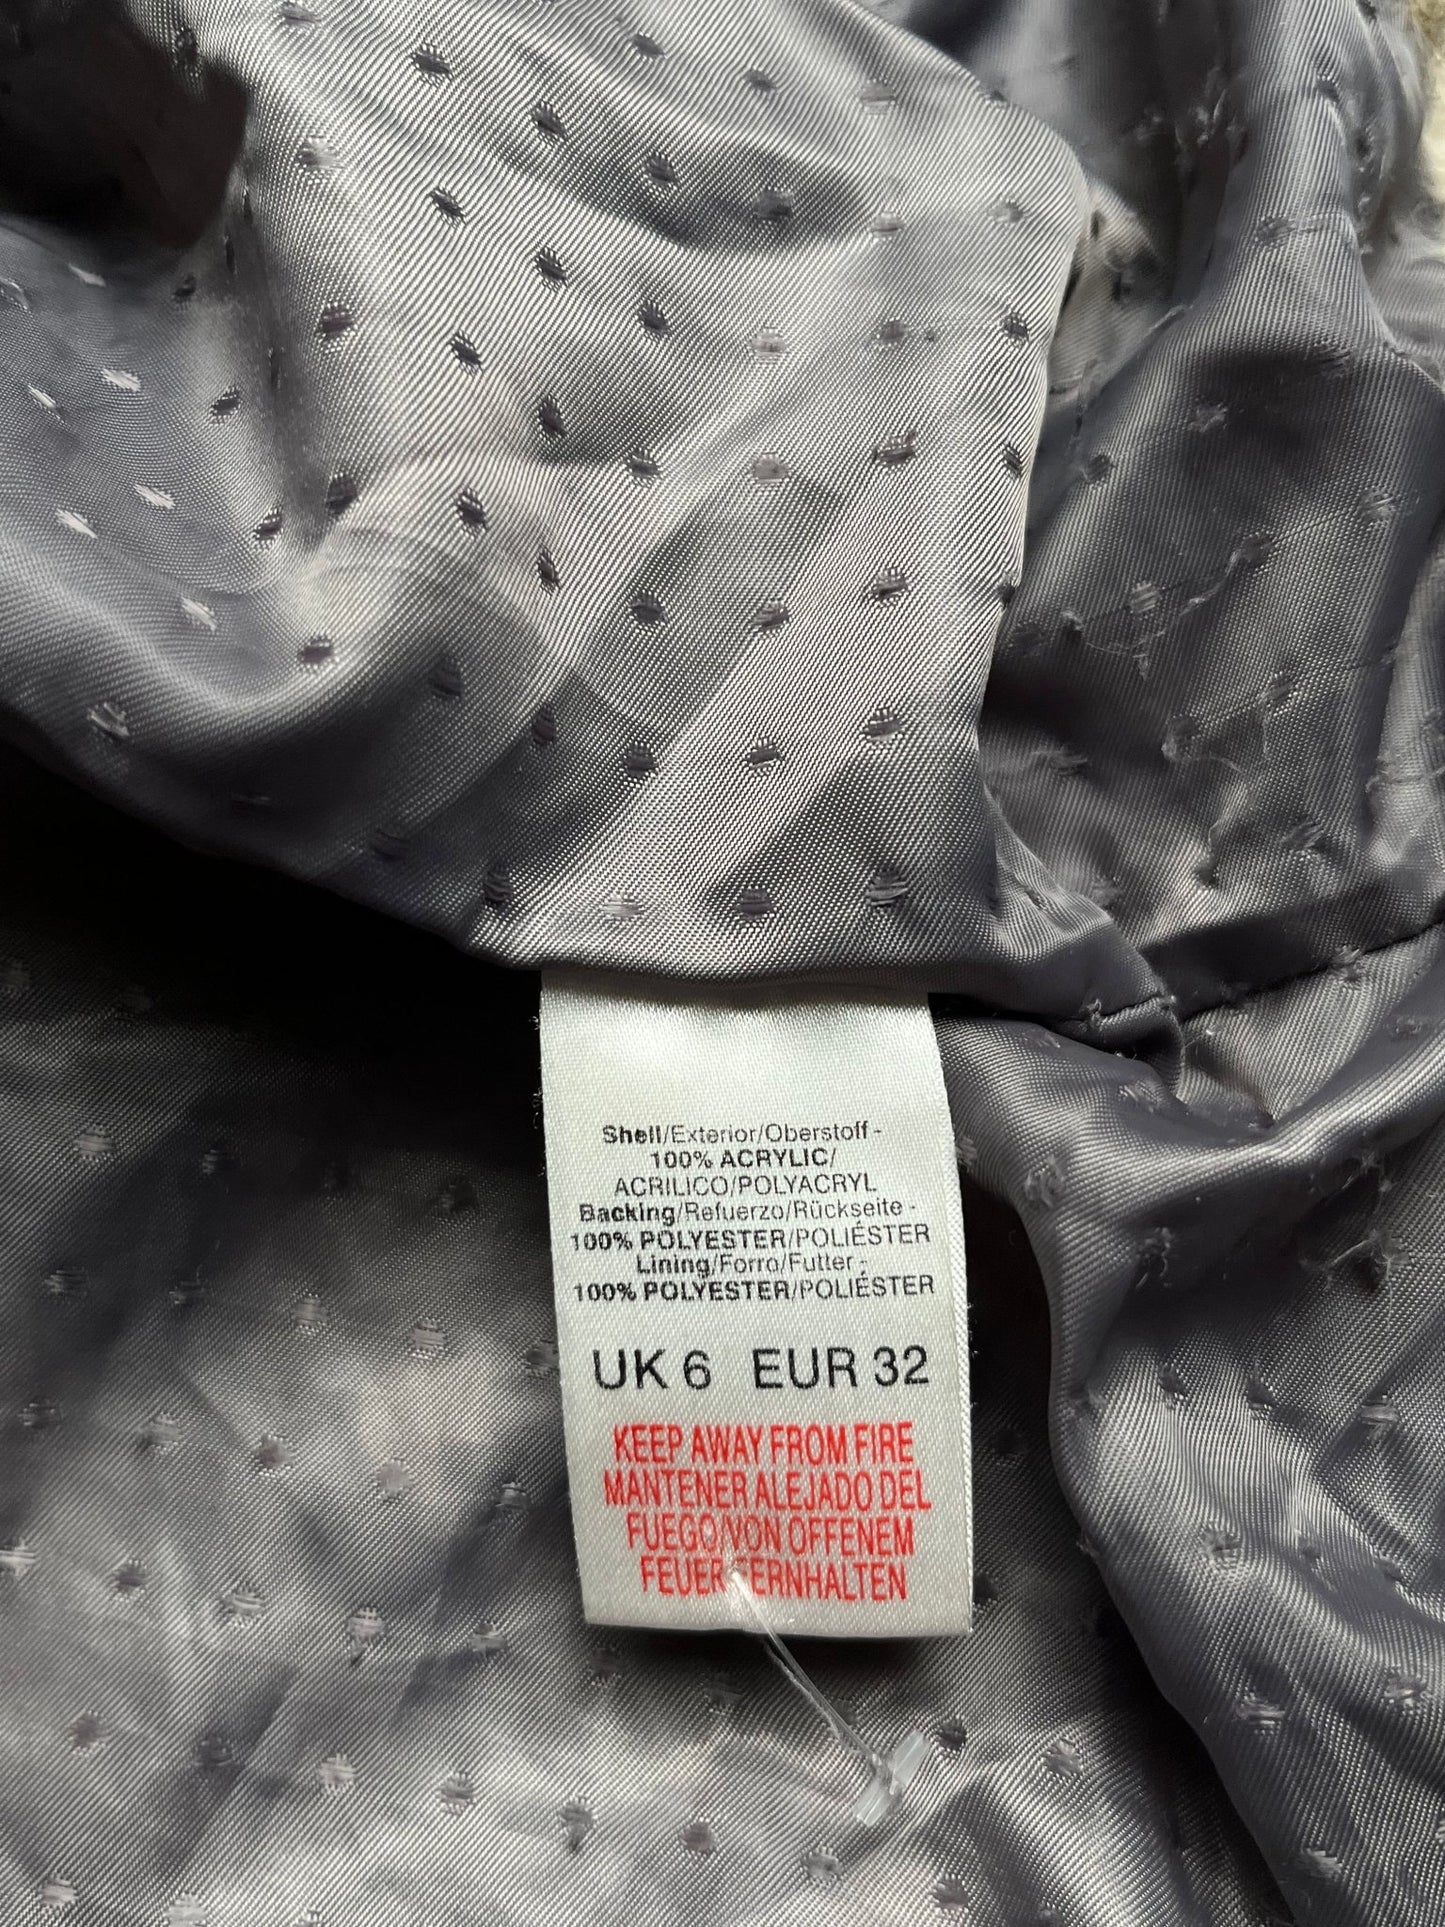 Shell/Exterior/Oberstoff -
100% ACRYLIC/
ACRILICO/POLYACRYL
Backing/Refuerzo/Rückseite -
100% POLYESTER/POLIÉSTER
Lining/Forro/Futter -
100% POLYESTER/POLIÉSTER
UK 6 EUR 32
KEEP AWAY FROM FIRE
MANTENER ALEJADO DEL
FUEGO/VON OFFENEM
FEUER FERNHALTEN